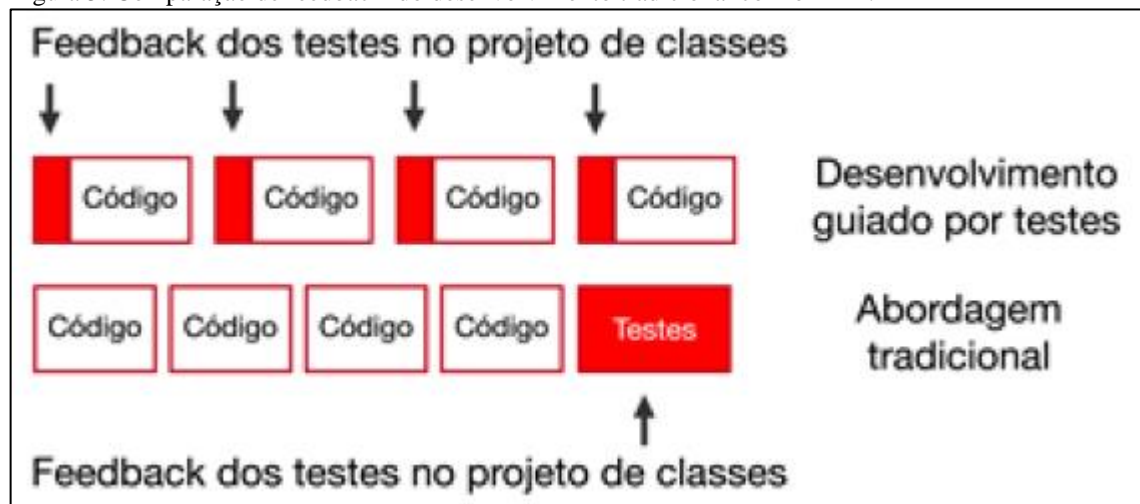 Feedback dos testes no projeto de classes
Código Código Código Código
Desenvolvimento
guiado por testes
Código Código Código Código Testes
Abordagem
tradicional
Feedback dos testes no projeto de classes